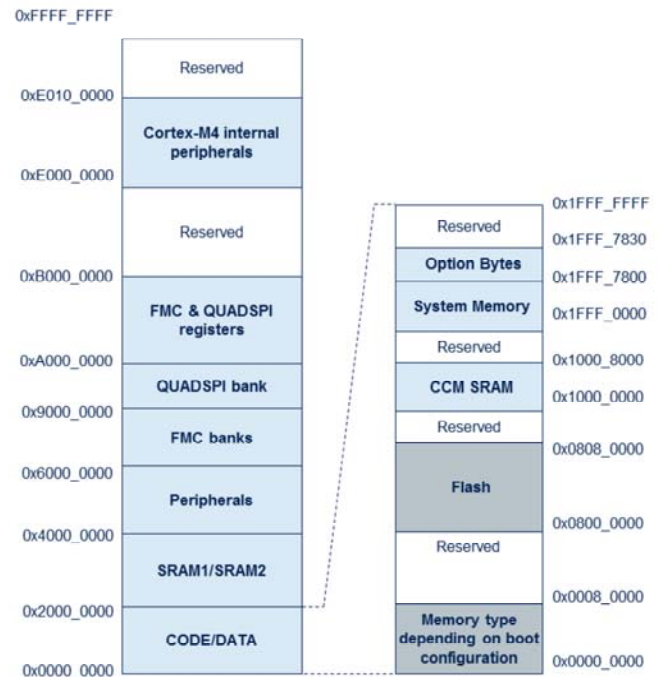 0xFFFF_FFFF
Reserved
0xE010_0000
Cortex-M4 internal
peripherals
0xE000_0000
Reserved
0xB000_0000
FMC & QUADSPI
registers
0xA000_0000
QUADSPI bank
0x9000_0000
FMC banks
0x6000_0000
Peripherals
0x4000_0000
SRAM1/SRAM2
0x2000_0000
CODE/DATA
0x0000_0000
0x1FFF_FFFF
Reserved
0x1FFF_7830
Option Bytes
0x1FFF_7800
System Memory
0x1FFF_0000
Reserved
0x1000_8000
CCM SRAM
0x1000_0000
Reserved
0x0808_0000
Flash
0x0800_0000
Reserved
0x0008_0000
Memory type
depending on boot
configuration
0x0000_0000